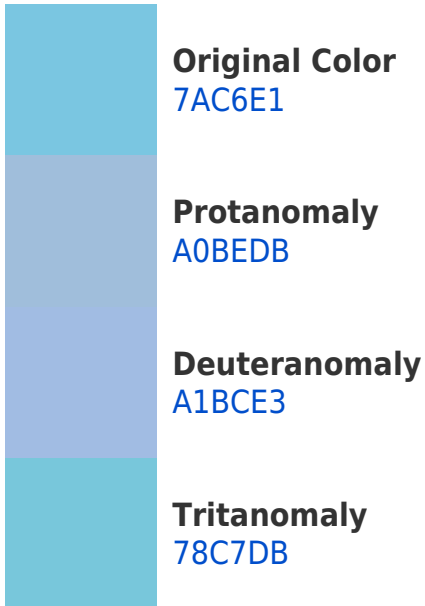 Original Color
7AC6E1
Protanomaly
A0BEDB
Deuteranomaly
A1BCE3
Tritanomaly
78C7DB